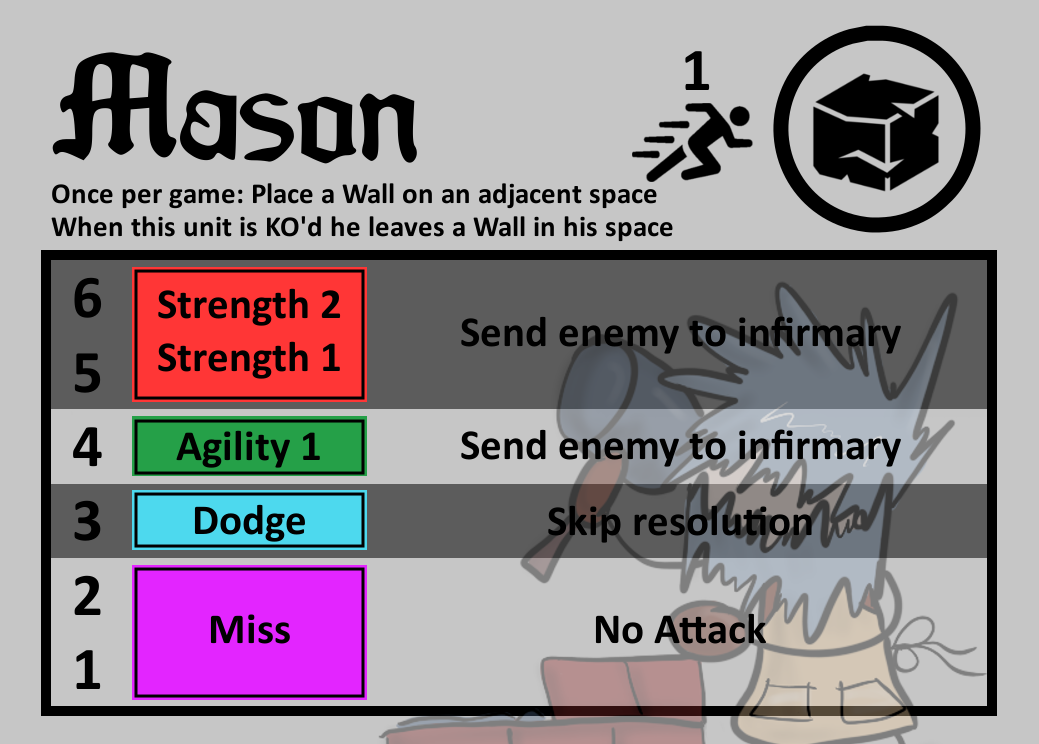 Mason
1
Once per game: Place a Wall on an adjacent space
When this unit is KO'd he leaves a Wall in his space
6
Strength 2
Send enemy to infirmary
5
Strength 1
4
Agility 1
Send enemy to infirmary
3
Dodge
Skip resolution
2
Miss
No Attack
1